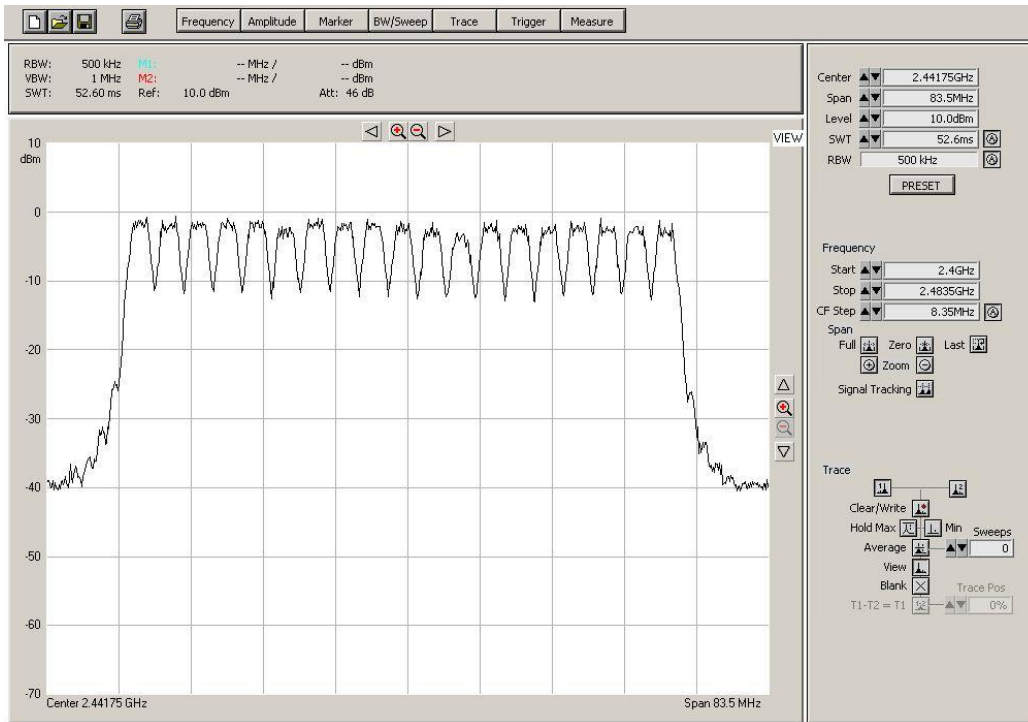 Frequency Amplitude Marker BW/Sweep Trace Trigger Measure
RBW: 500 kHz M1: -- MHz / -- dBm
VBW: 1 MHz M2: -- MHz / -- dBm
SWT: 52.60 ms Ref: 10.0 dBm Att: 46 dB
VIEW
10
dBm
0
-10
-20
-30
-40
-50
-60
-70
Center 2.44175 GHz Span 83.5 MHz
Center 2.44175GHz
Span 83.5MHz
Level 10.0dBm
SWT 52.6ms
RBW 500 kHz
PRESET
Frequency
Start 2.4GHz
Stop 2.4835GHz
CF Step 8.35MHz
Span
Full Zero Last
Zoom
Signal Tracking
Trace
1 2
Clear/Write
Hold Max Min Sweeps
Average 0
View
Blank Trace Pos
T1-T2 = T1 0%